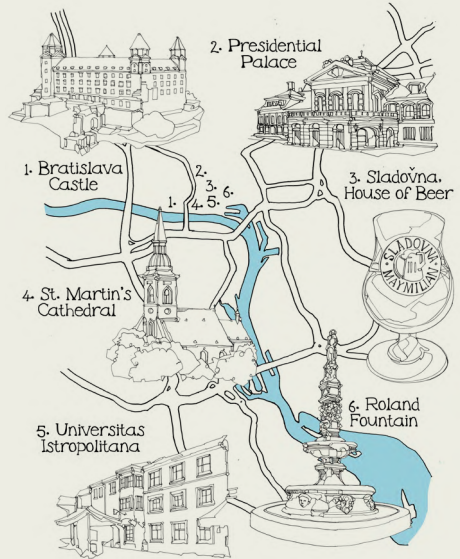 2. Presidential
Palace
1. Bratislava
Castle
2.
3.
1. 4. 5. 6.
3. Sladovňa,
House of Beer
SLADOVŇA
MAYMILIAN
4. St. Martin's
Cathedral
5. Universitas
Istropolitana
6. Roland
Fountain